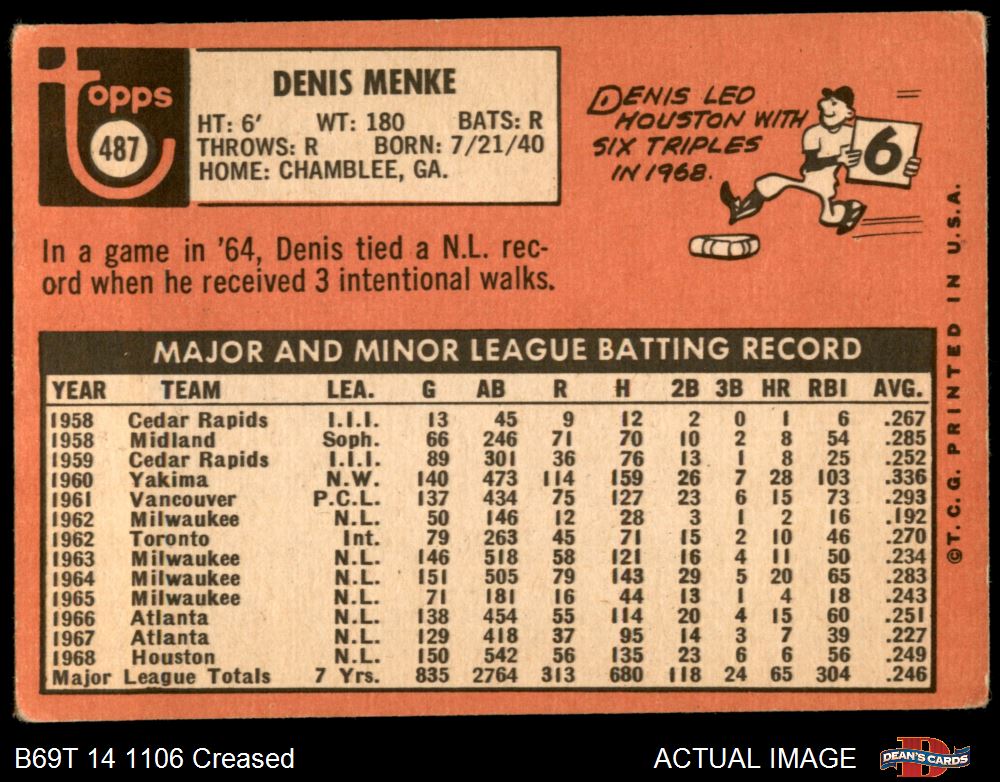 topps
487
DENIS MENKE
HT: 6' WT: 180 BATS: R
THROWS: R BORN: 7/21/40
HOME: CHAMBLEE, GA.
DENIS LED
HOUSTON WITH
SIX TRIPLES
IN 1968.
6
In a game in '64, Denis tied a N.L. rec-
ord when he received 3 intentional walks.
MAJOR AND MINOR LEAGUE BATTING RECORD
YEAR TEAM LEA. G AB R H 2B 3B HR RBI AVG.
1958 Cedar Rapids I.I.I. 13 45 9 12 2 0 1 6 .267
1958 Midland Soph. 66 246 71 70 10 2 8 54 .285
1959 Cedar Rapids I.I.I. 89 301 36 76 13 1 8 25 .252
1960 Yakima N.W. 140 473 114 159 26 7 28 103 .336
1961 Vancouver P.C.L. 137 434 75 127 23 6 15 73 .293
1962 Milwaukee N.L. 50 146 12 28 3 1 2 16 .192
1962 Toronto Int. 79 263 45 71 15 2 10 46 .270
1963 Milwaukee N.L. 146 518 58 121 16 4 11 50 .234
1964 Milwaukee N.L. 151 505 79 143 29 5 20 65 .283
1965 Milwaukee N.L. 71 181 16 44 13 1 4 18 .243
1966 Atlanta N.L. 138 454 55 114 20 4 15 60 .251
1967 Atlanta N.L. 129 418 37 95 14 3 7 39 .227
1968 Houston N.L. 150 542 56 135 23 6 6 56 .249
Major League Totals 7 Yrs. 835 2764 313 680 118 24 65 304 .246
©T.C.G. PRINTED IN U.S.A.
B69T 14 1106 Creased
ACTUAL IMAGE
DEAN'S CARDS